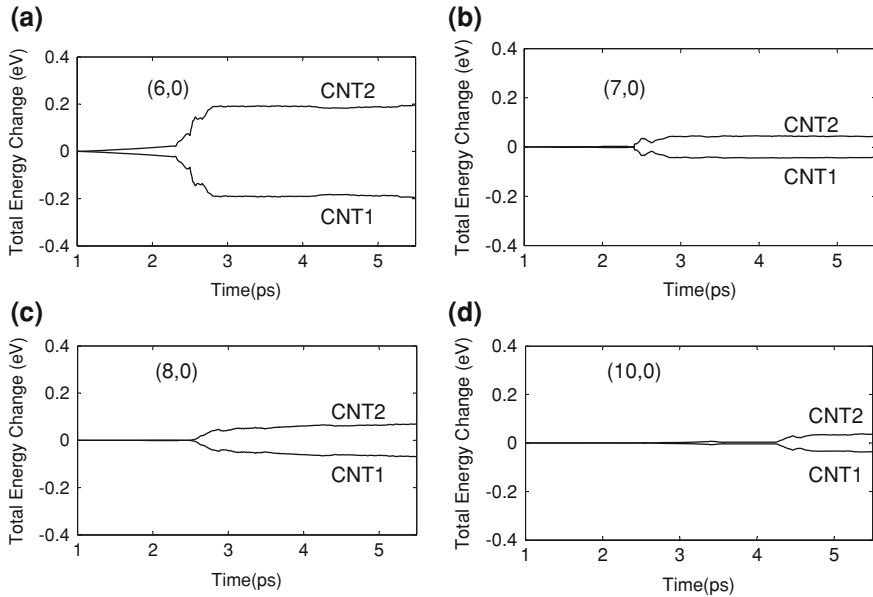 (a)
Total Energy Change (eV)
0.4
0.2
0
-0.2
-0.4
(6,0)
CNT2
CNT1
1 2 3 4 5
Time(ps)
(b)
Total Energy Change (eV)
0.4
0.2
0
-0.2
-0.4
(7,0)
CNT2
CNT1
1 2 3 4 5
Time(ps)
(c)
Total Energy Change (eV)
0.4
0.2
0
-0.2
-0.4
(8,0)
CNT2
CNT1
1 2 3 4 5
Time(ps)
(d)
Total Energy Change (eV)
0.4
0.2
0
-0.2
-0.4
(10,0)
CNT2
CNT1
1 2 3 4 5
Time(ps)